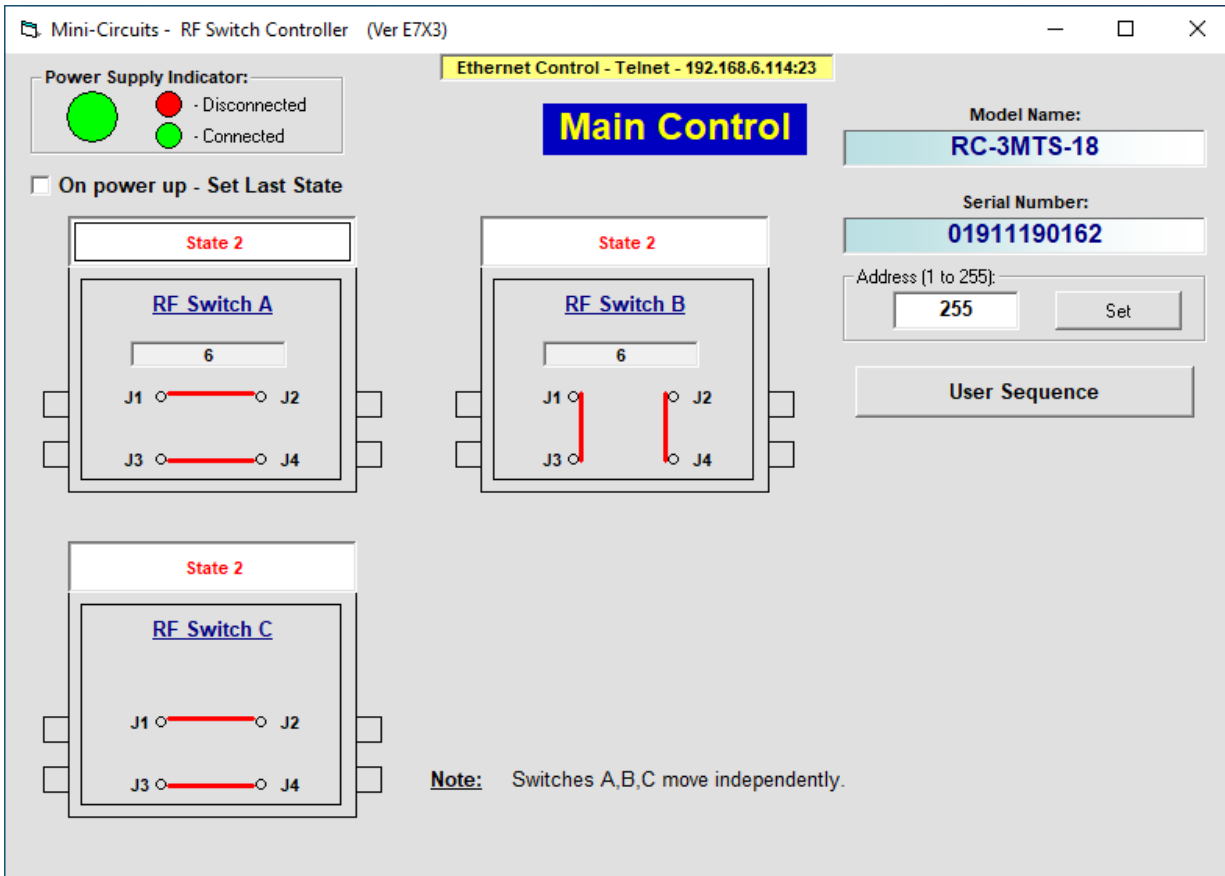 Mini-Circuits - RF Switch Controller (Ver E7X3)
Ethernet Control - Telnet - 192.168.6.114:23
Power Supply Indicator:
- Disconnected
- Connected
Main Control
Model Name:
RC-3MTS-18
On power up - Set Last State
Serial Number:
01911190162
State 2
RF Switch A
6
J1 J2
J3 J4
State 2
RF Switch B
6
J1 J2
J3 J4
Address (1 to 255):
255 Set
User Sequence
State 2
RF Switch C
J1 J2
J3 J4
Note: Switches A,B,C move independently.